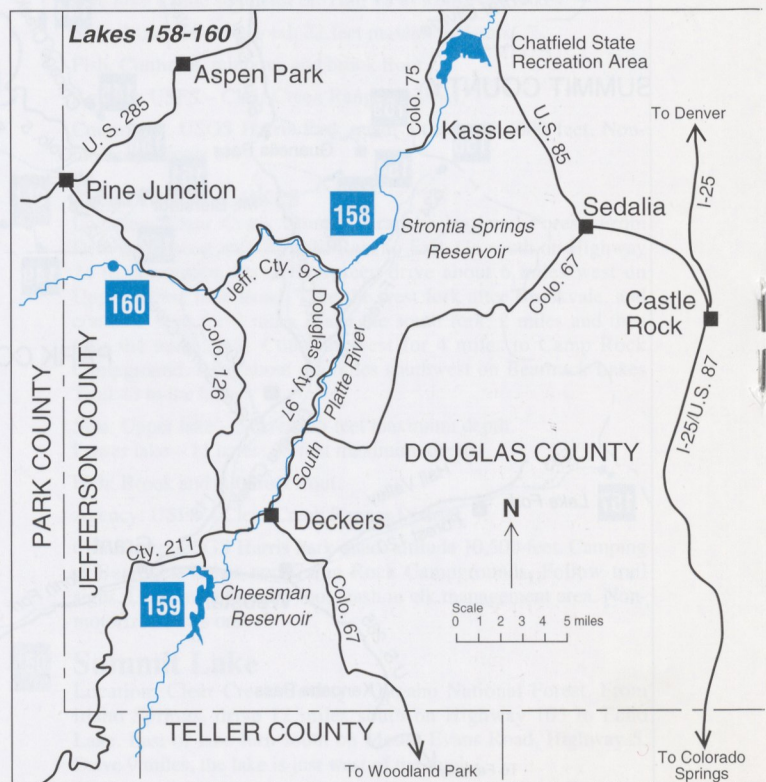 Lakes 158-160
Aspen Park
U.S. 285
Pine Junction
Colo. 75
Chatfield State
Recreation Area
Kassler
U.S. 85
To Denver
I-25
158
Sedalia
Strontia Springs
Reservoir
Jeff. Cty. 97
Colo. 67
160
Castle
Rock
Colo. 126
Douglas Cty. 97
South Platte River
I-25/U.S. 87
PARK COUNTY
JEFFERSON COUNTY
DOUGLAS COUNTY
N
Deckers
Cty. 211
159
Cheesman
Reservoir
Colo. 67
Scale
0 1 2 3 4 5 miles
TELLER COUNTY
To Woodland Park
To Colorado
Springs